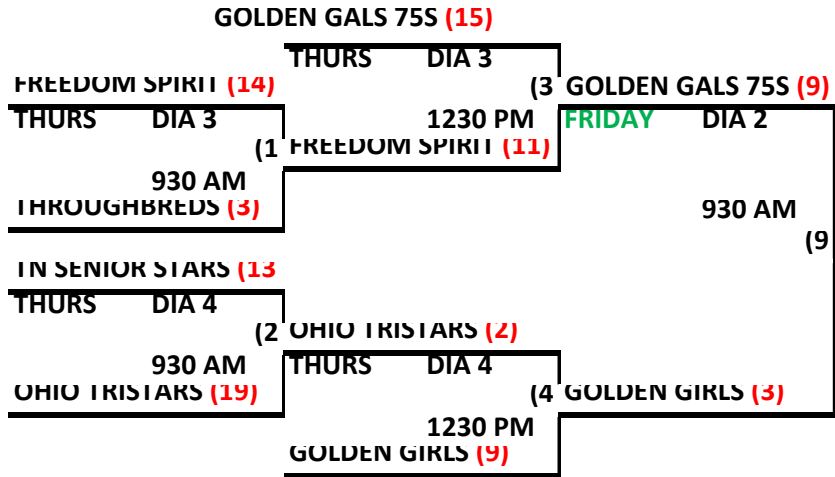 GOLDEN GALS 75S (15)
THURS DIA 3
FREEDOM SPIRIT (14)
(3 GOLDEN GALS 75S (9)
THURS DIA 3
1230 PM
FRIDAY DIA 2
(1 FREEDOM SPIRIT (11)
930 AM
THROUGHBREDS (3)
930 AM
(9
TN SENIOR STARS (13
THURS DIA 4
(2 OHIO TRISTARS (2)
930 AM
THURS DIA 4
OHIO TRISTARS (19)
(4 GOLDEN GIRLS (3)
1230 PM
GOLDEN GIRLS (9)